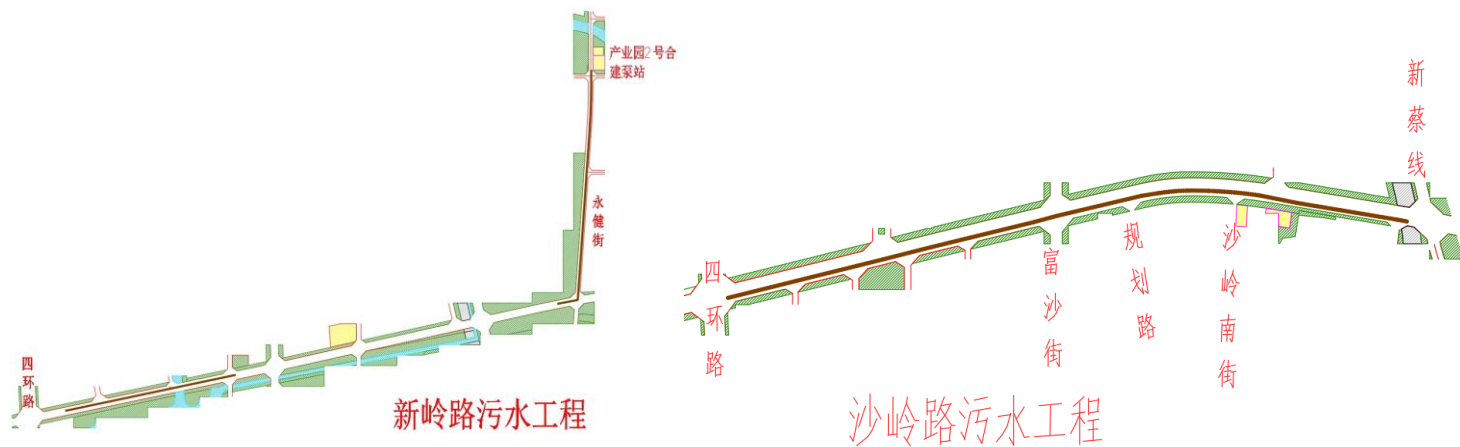 产业园2号合
建泵站
永健街
四环路
新岭路污水工程
新蔡线
四环路
富沙街
规划路
沙岭南街
沙岭路污水工程